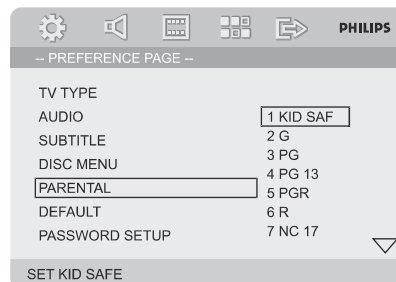 PHILIPS
-- PREFERENCE PAGE --
TV TYPE
AUDIO
SUBTITLE
DISC MENU
PARENTAL
DEFAULT
PASSWORD SETUP
1 KID SAF
2 G
3 PG
4 PG 13
5 PGR
6 R
7 NC 17
SET KID SAFE